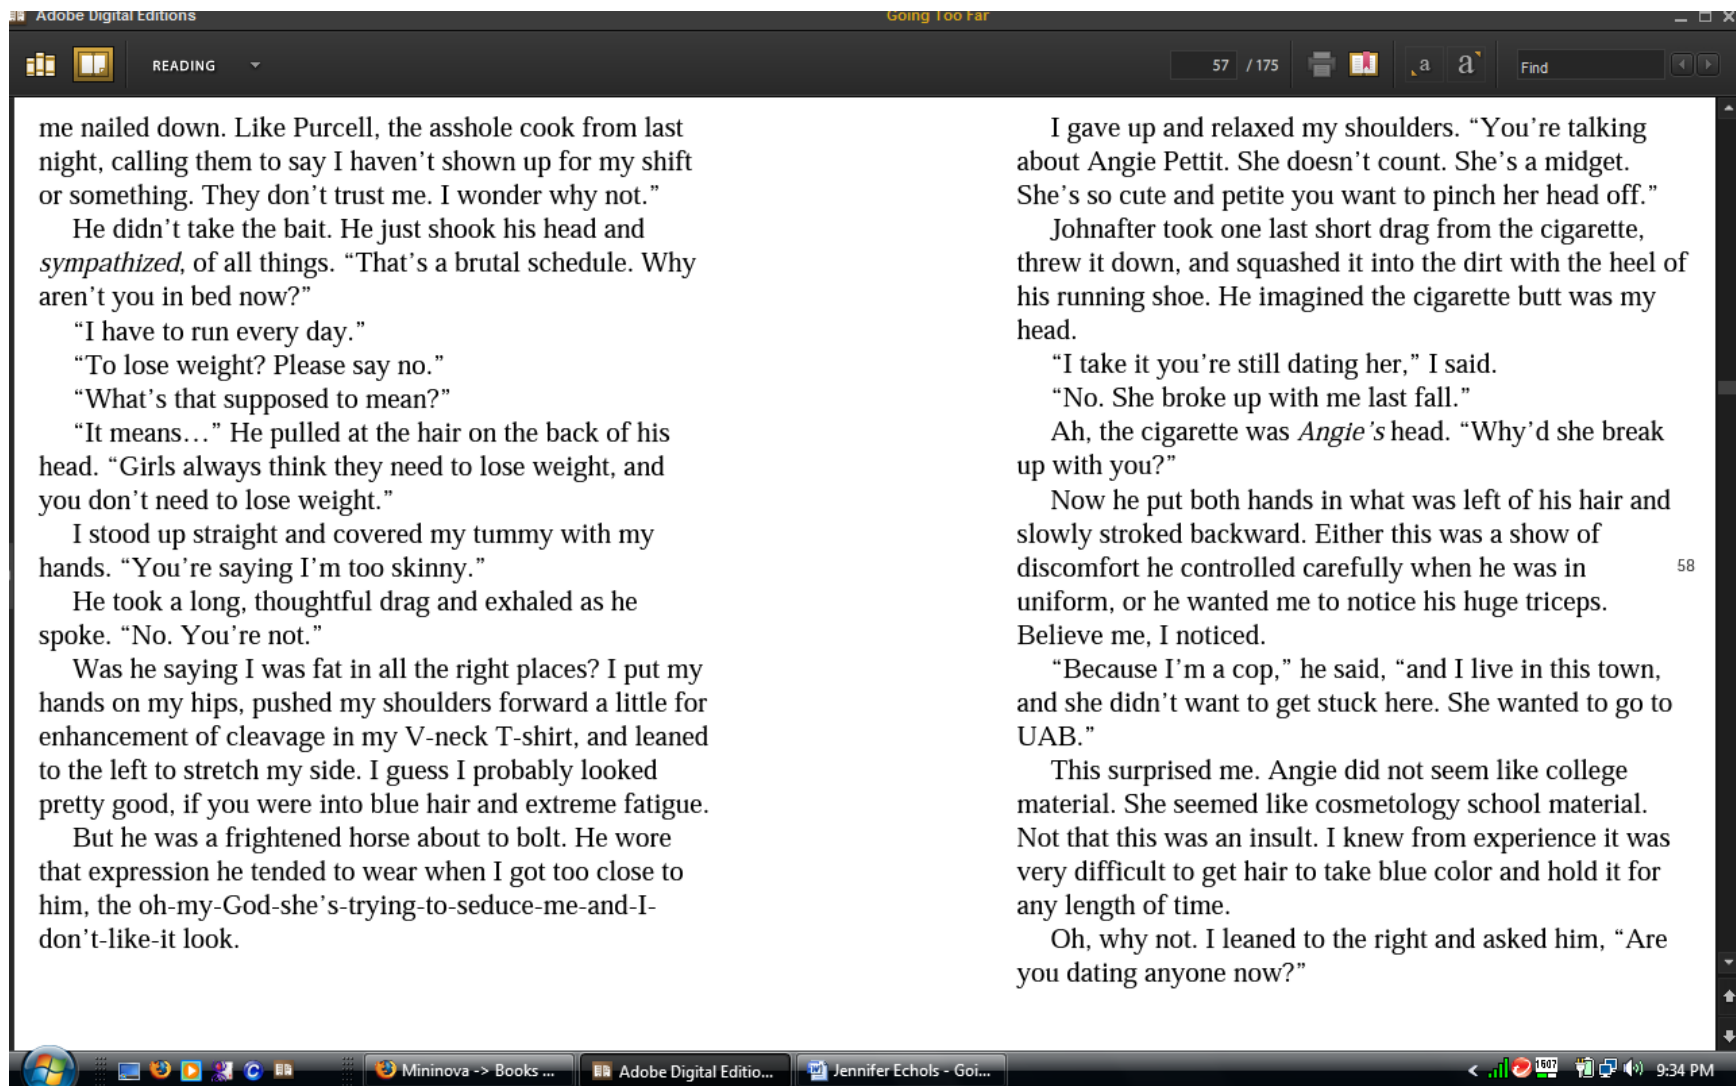 Adobe Digital Editions
Going Too Far
READING
57 / 175
a
a
Find
me nailed down. Like Purcell, the asshole cook from last
night, calling them to say I haven’t shown up for my shift
or something. They don’t trust me. I wonder why not.”
He didn’t take the bait. He just shook his head and
sympathized, of all things. “That’s a brutal schedule. Why
aren’t you in bed now?”
“I have to run every day.”
“To lose weight? Please say no.”
“What’s that supposed to mean?”
“It means…” He pulled at the hair on the back of his
head. “Girls always think they need to lose weight, and
you don’t need to lose weight.”
I stood up straight and covered my tummy with my
hands. “You’re saying I’m too skinny.”
He took a long, thoughtful drag and exhaled as he
spoke. “No. You’re not.”
Was he saying I was fat in all the right places? I put my
hands on my hips, pushed my shoulders forward a little for
enhancement of cleavage in my V-neck T-shirt, and leaned
to the left to stretch my side. I guess I probably looked
pretty good, if you were into blue hair and extreme fatigue.
But he was a frightened horse about to bolt. He wore
that expression he tended to wear when I got too close to
him, the oh-my-God-she’s-trying-to-seduce-me-and-I-
don’t-like-it look.
I gave up and relaxed my shoulders. “You’re talking
about Angie Pettit. She doesn’t count. She’s a midget.
She’s so cute and petite you want to pinch her head off.”
Johnafter took one last short drag from the cigarette,
threw it down, and squashed it into the dirt with the heel of
his running shoe. He imagined the cigarette butt was my
head.
“I take it you’re still dating her,” I said.
“No. She broke up with me last fall.”
Ah, the cigarette was Angie’s head. “Why’d she break
up with you?”
Now he put both hands in what was left of his hair and
slowly stroked backward. Either this was a show of
discomfort he controlled carefully when he was in
58
uniform, or he wanted me to notice his huge triceps.
Believe me, I noticed.
“Because I’m a cop,” he said, “and I live in this town,
and she didn’t want to get stuck here. She wanted to go to
UAB.”
This surprised me. Angie did not seem like college
material. She seemed like cosmetology school material.
Not that this was an insult. I knew from experience it was
very difficult to get hair to take blue color and hold it for
any length of time.
Oh, why not. I leaned to the right and asked him, “Are
you dating anyone now?”
Mininova -> Books ...
Adobe Digital Editio...
Jennifer Echols - Goi...
1607
9:34 PM